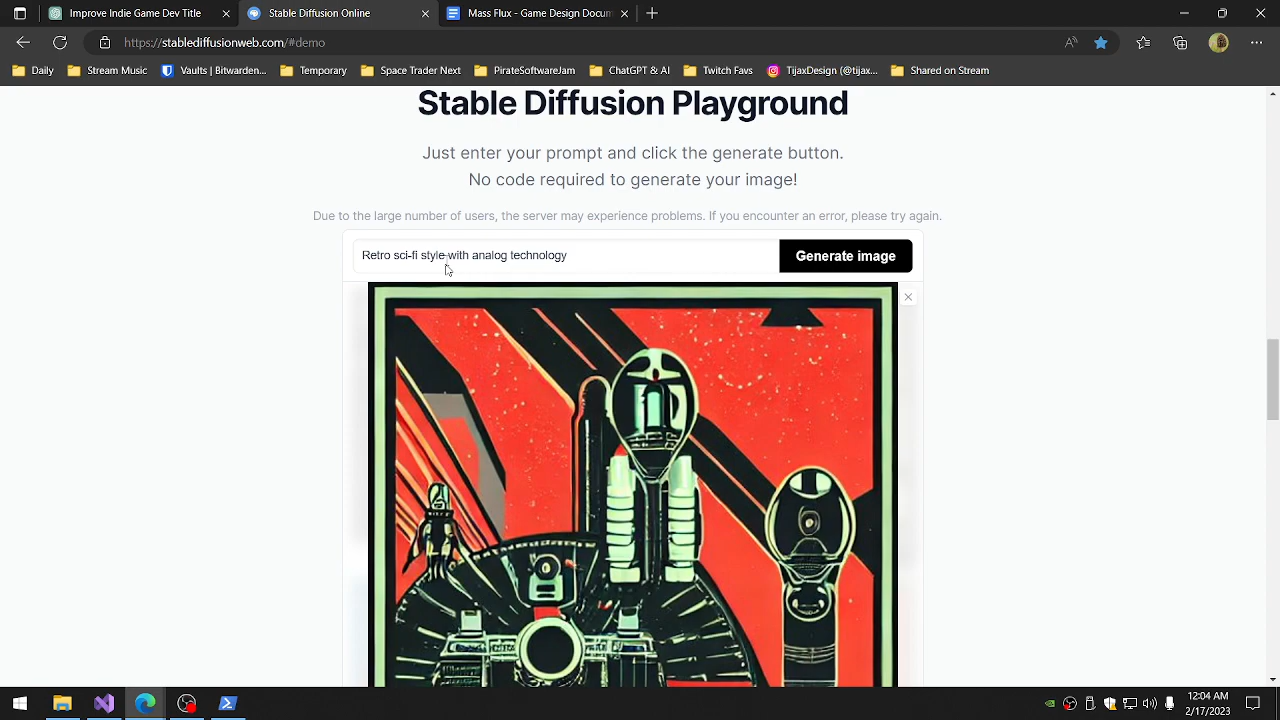 Improve Indie Game Dev Title
Stable Diffusion Online
Mass Flux - Game Design Docum
https://stablediffusionweb.com/#demo
Daily
Stream Music
Vaults | Bitwarden...
Temporary
Space Trader Next
PirateSoftwareJam
ChatGPT & AI
Twitch Favs
TijaxDesign (@tijax...
Shared on Stream
Stable Diffusion Playground
Just enter your prompt and click the generate button.
No code required to generate your image!
Due to the large number of users, the server may experience problems. If you encounter an error, please try again.
Retro sci-fi style with analog technology
Generate image
12:04 AM
2/17/2023